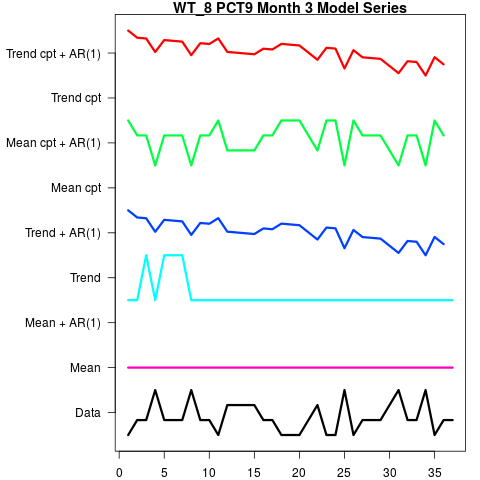 WT_8 PCT9 Month 3 Model Series
Trend cpt + AR(1)
Trend cpt
Mean cpt + AR(1)
Mean cpt
Trend + AR(1)
Trend
Mean + AR(1)
Mean
Data
0 5 10 15 20 25 30 35